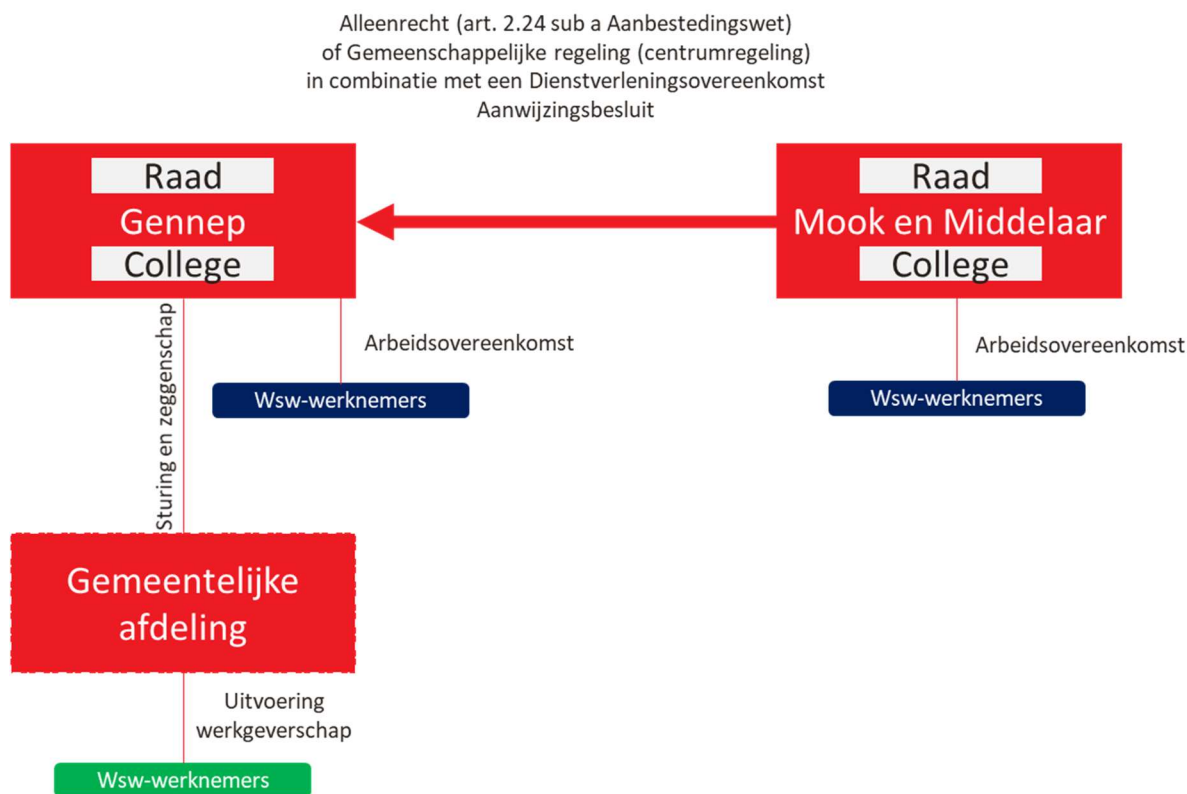 Alleenrecht (art. 2.24 sub a Aanbestedingswet)
of Gemeenschappelijke regeling (centrumregeling)
in combinatie met een Dienstverleningsovereenkomst
Aanwijzingsbesluit
Raad
Gennep
College
Raad
Mook en Middelaar
College
Sturing en zeggenschap
Arbeidsovereenkomst
Wsw-werknemers
Arbeidsovereenkomst
Wsw-werknemers
Gemeentelijke
afdeling
Uitvoering
werkgeverschap
Wsw-werknemers